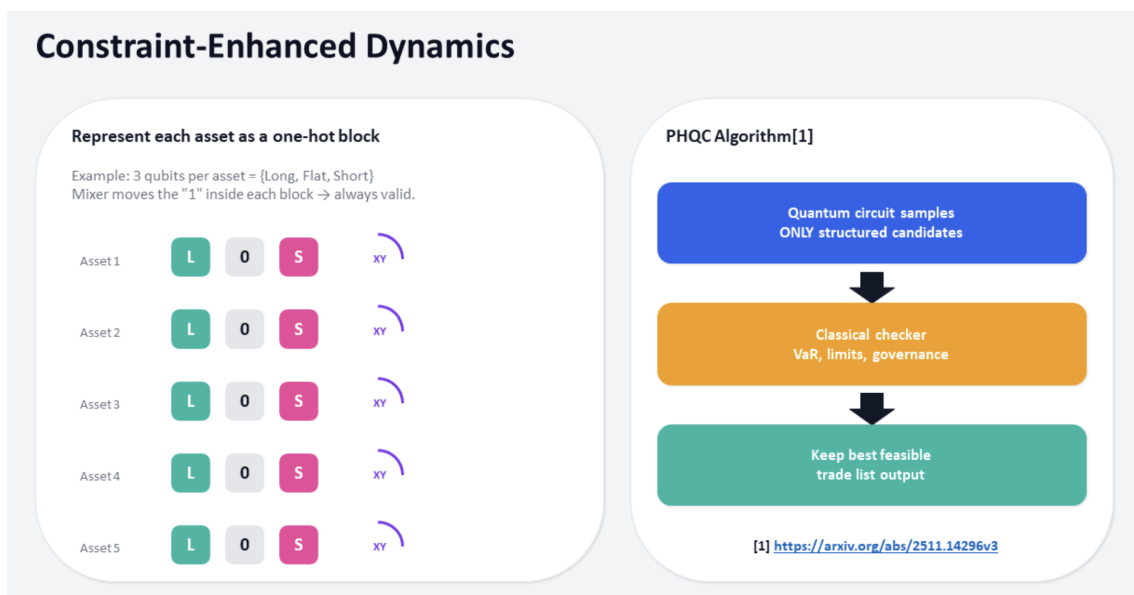 Constraint-Enhanced Dynamics
Represent each asset as a one-hot block
Example: 3 qubits per asset = {Long, Flat, Short}
Mixer moves the "1" inside each block → always valid.
Asset 1 L 0 S XY
Asset 2 L 0 S XY
Asset 3 L 0 S XY
Asset 4 L 0 S XY
Asset 5 L 0 S XY
PHQC Algorithm[1]
Quantum circuit samples
ONLY structured candidates
Classical checker
VaR, limits, governance
Keep best feasible
trade list output
[1] https://arxiv.org/abs/2511.14296v3